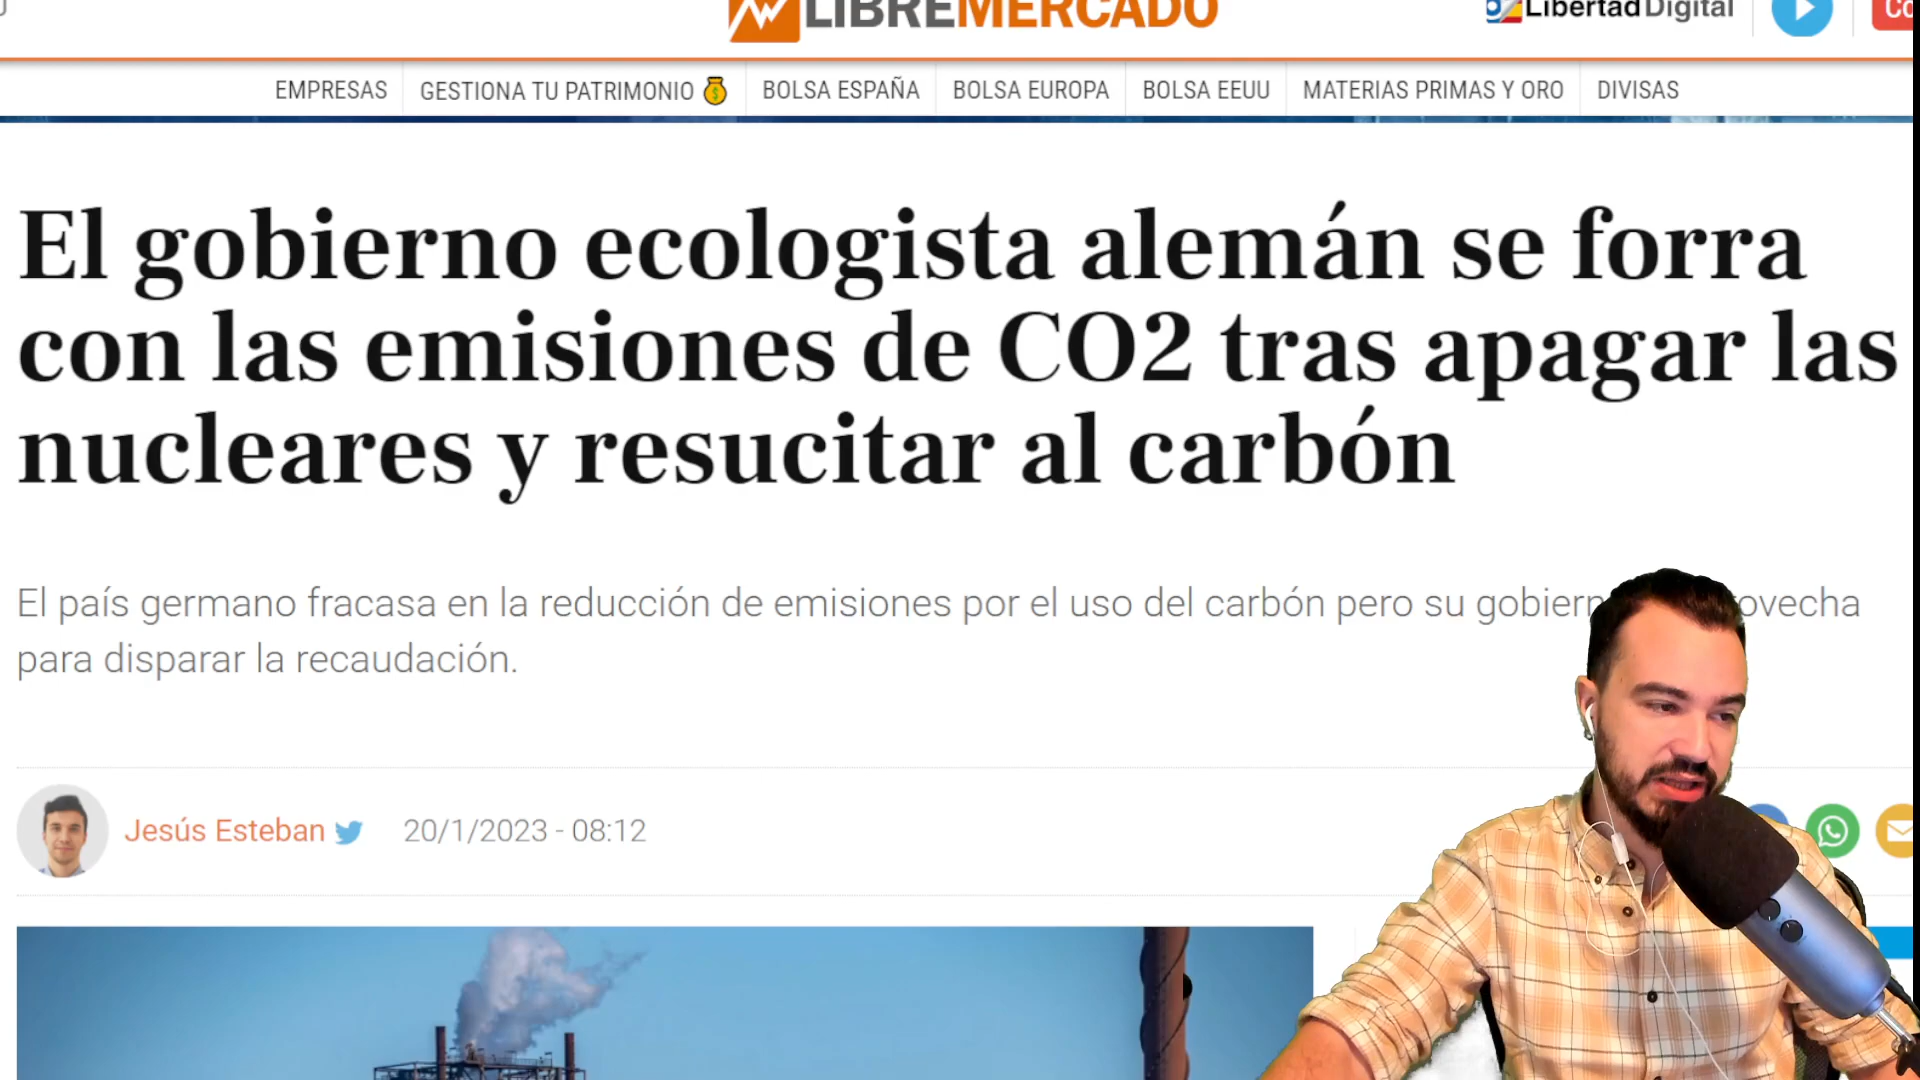 LIBREMERCADO
Libertad Digital
EMPRESAS
GESTIONA TU PATRIMONIO
BOLSA ESPAÑA
BOLSA EUROPA
BOLSA EEUU
MATERIAS PRIMAS Y ORO
DIVISAS
El gobierno ecologista alemán se forra
con las emisiones de CO2 tras apagar las
nucleares y resucitar al carbón
El país germano fracasa en la reducción de emisiones por el uso del carbón pero su
para disparar la recaudación.
Jesús Esteban
20/1/2023 - 08:12